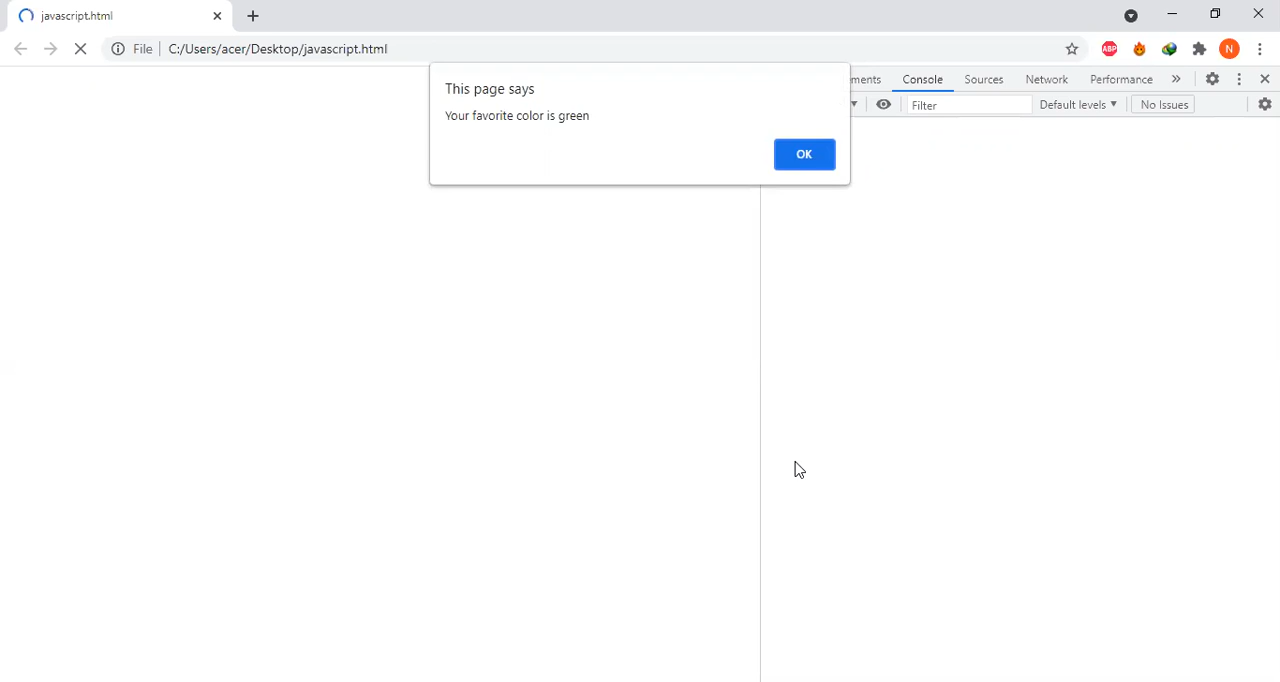 javascript.html
File
C:/Users/acer/Desktop/javascript.html
ABP
N
This page says
Your favorite color is green
OK
ments Console Sources Network Performance »
Filter Default levels ▼ No Issues